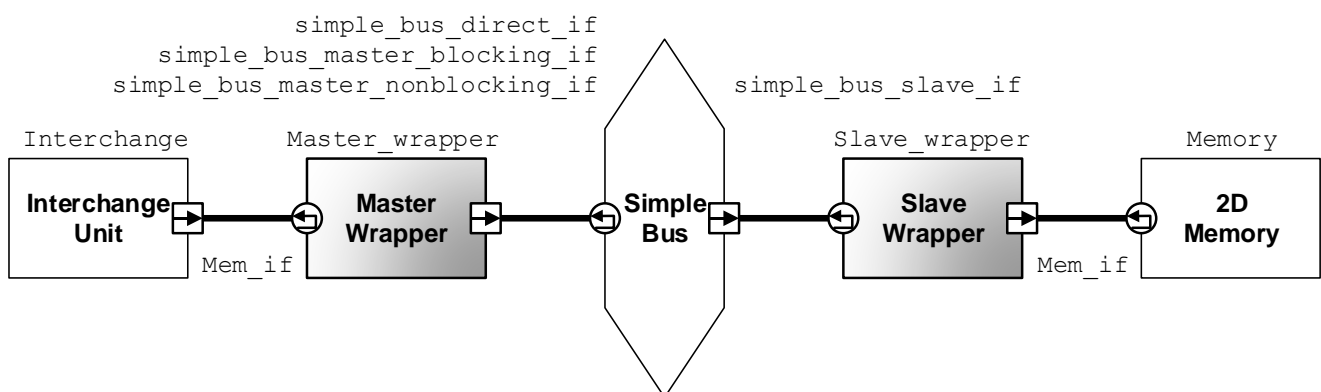 simple_bus_direct_if
simple_bus_master_blocking_if
simple_bus_master_nonblocking_if
simple_bus_slave_if
Interchange
Master_wrapper
Slave_wrapper
Memory
Interchange
Unit
Master
Wrapper
Simple
Bus
Slave
Wrapper
2D
Memory
Mem_if
Mem_if